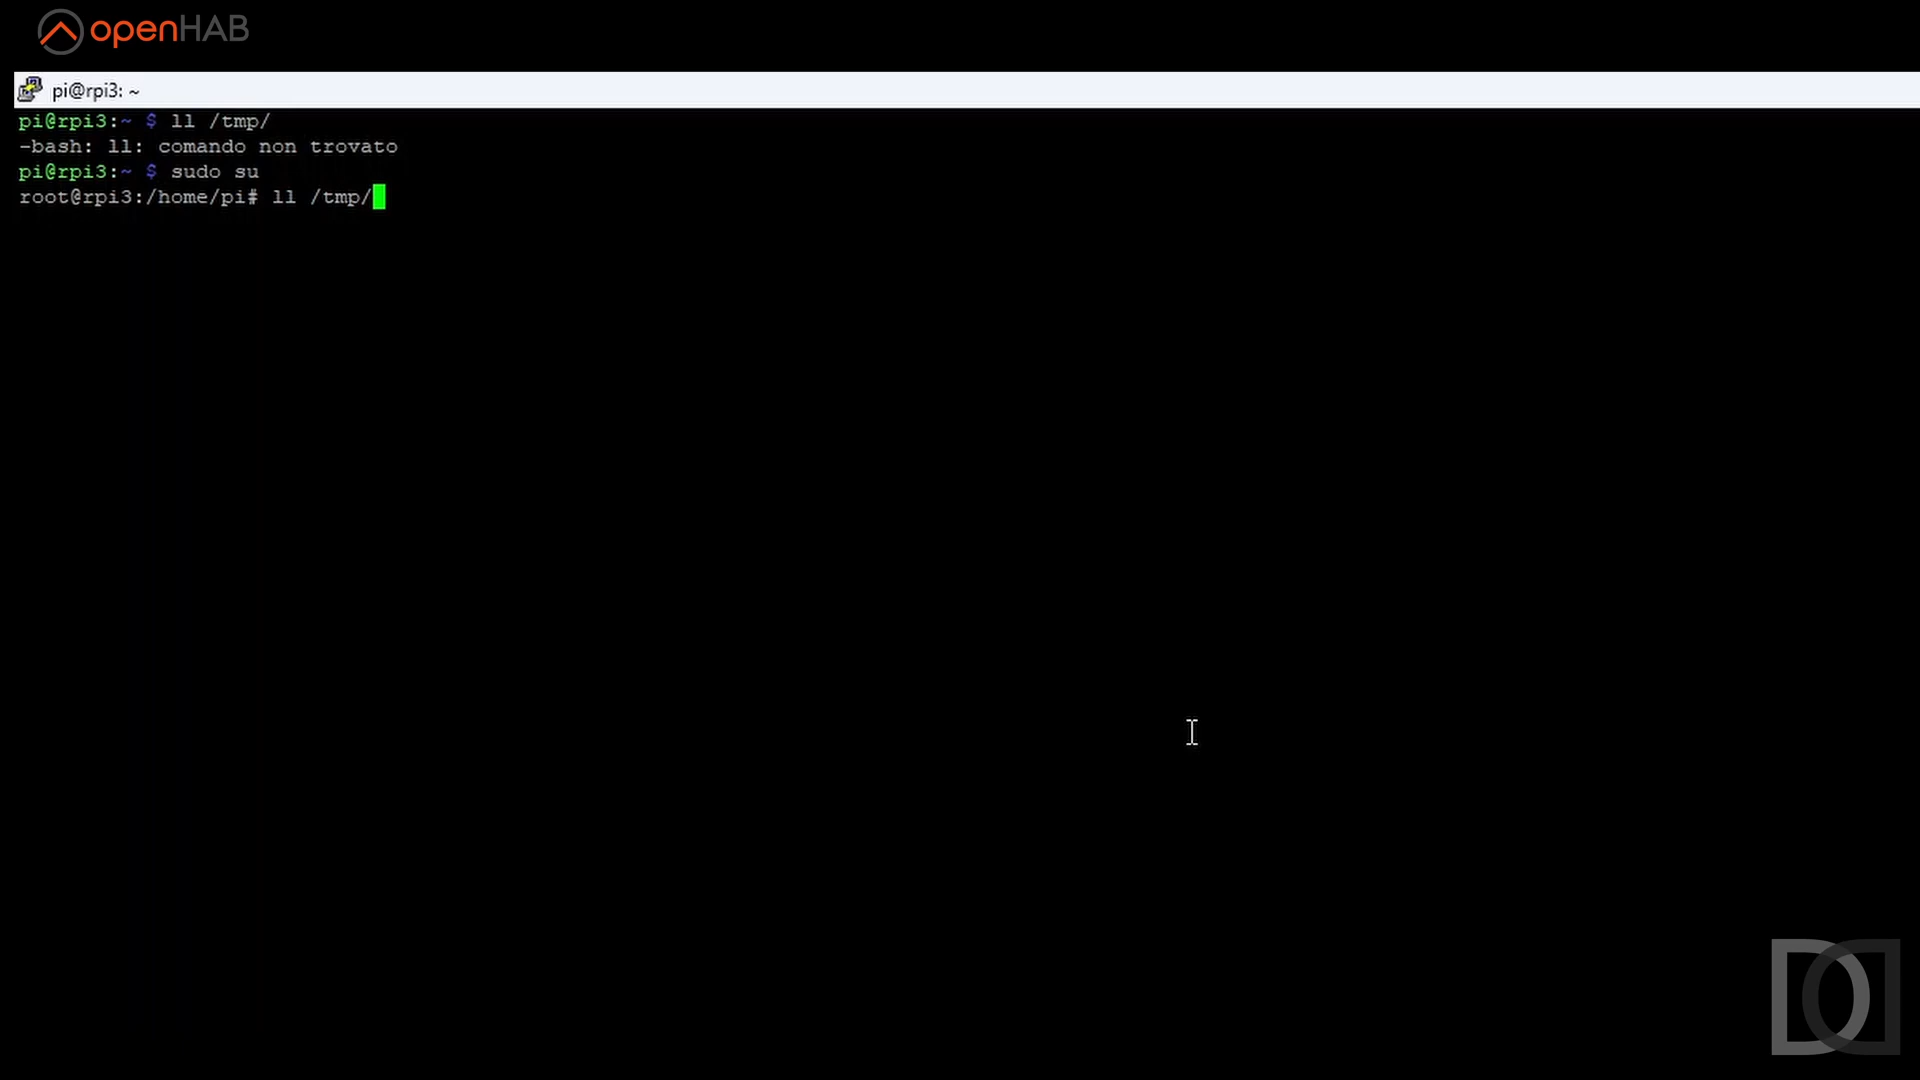 openHAB
pi@rpi3: ~
pi@rpi3:~ $ ll /tmp/
-bash: ll: comando non trovato
pi@rpi3:~ $ sudo su
root@rpi3:/home/pi# ll /tmp/